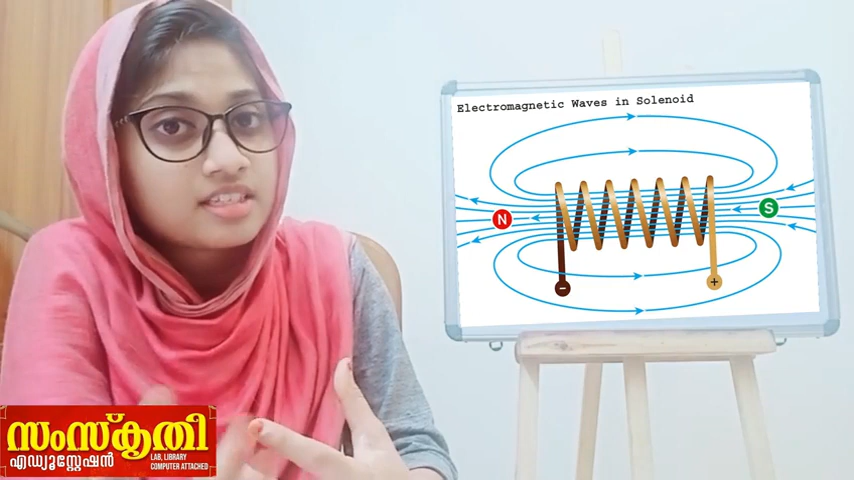 Electromagnetic Waves in Solenoid
N
S
-
+
സംസ്കൃതി
എഡ്യൂസ്റ്റേഷൻ
LAB, LIBRARY
COMPUTER ATTACHED